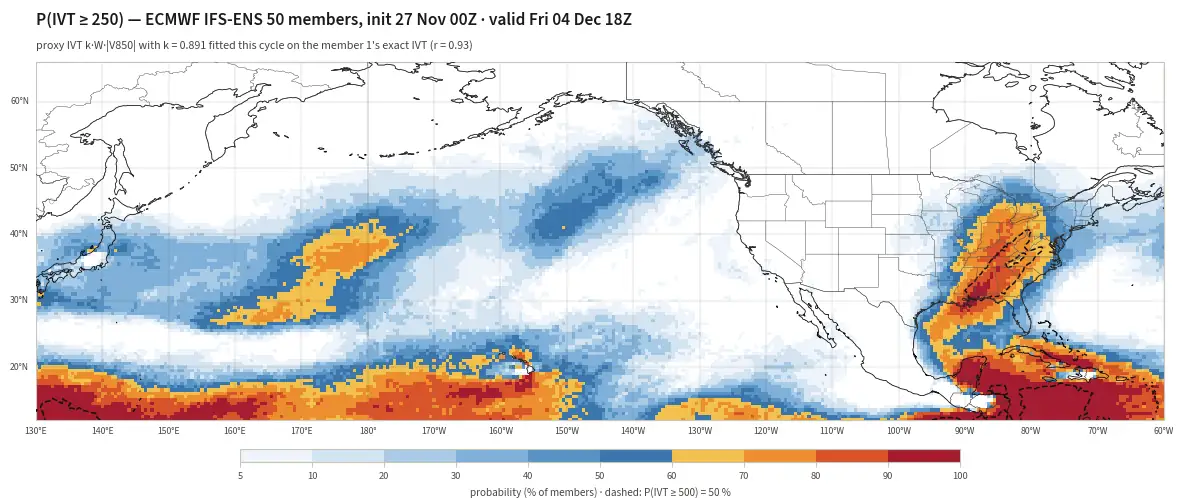 P(IVT ≥ 250) — ECMWF IFS-ENS 50 members, init 27 Nov 00Z · valid Fri 04 Dec 18Z
proxy IVT k·W·|V850| with k = 0.891 fitted this cycle on the member 1's exact IVT (r = 0.93)
60°N
50°N
40°N
30°N
20°N
130°E 140°E 150°E 160°E 170°E 180° 170°W 160°W 150°W 140°W 130°W 120°W 110°W 100°W 90°W 80°W 70°W 60°W
5 10 20 30 40 50 60 70 80 90 100
probability (% of members) · dashed: P(IVT ≥ 500) = 50 %